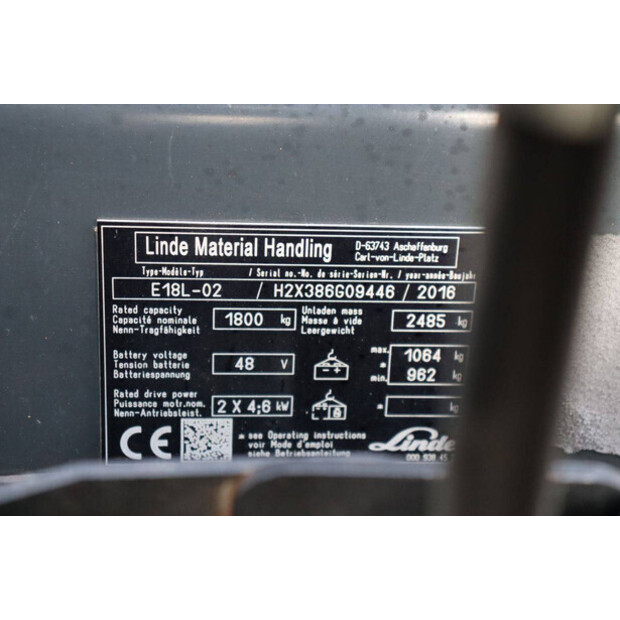 Linde Material Handling
D-63743 Aschaffenburg
Carl-von-Linde-Platz
Type-Modèle-Typ / Serial no.-No. de série-Serien-Nr. / year-année-Baujahr
E18L-02 / H2X386G09446 / 2016
Rated capacity
Capacité nominale
Nenn-Tragfähigkeit
1800 kg
Unladen mass
Masse à vide
Leergewicht
2485 kg
Battery voltage
Tension batterie
Batteriespannung
48 V
max. 1064 kg
*
min. 962 kg
Rated drive power
Puissance motr.nom.
Nenn-Antriebsleist.
2 X 4,6 kW
* kg
CE
* see Operating instructions
voir Mode d'emploi
siehe Betriebsanleitung
Linde